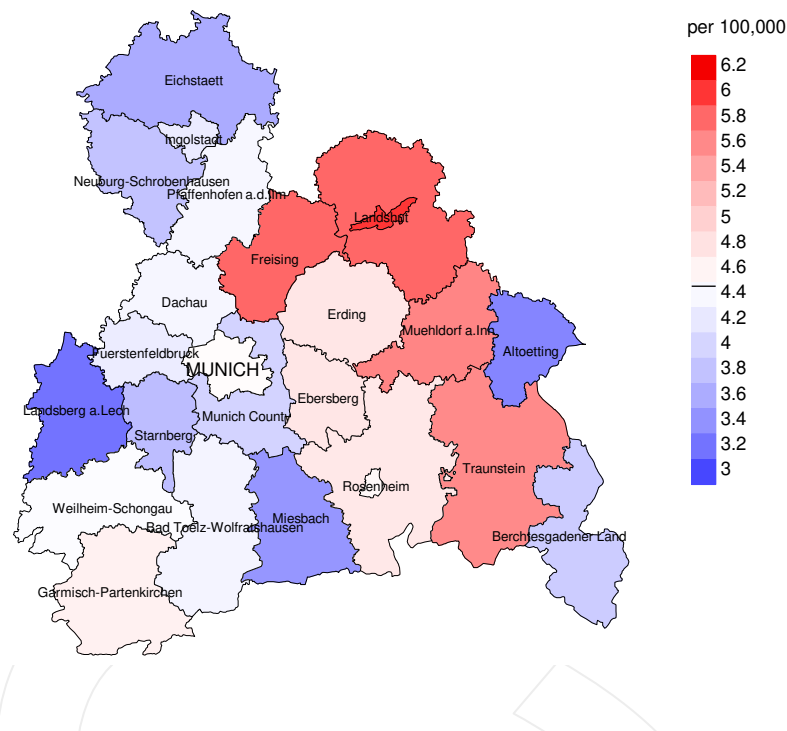 per 100,000
6.2
6
5.8
5.6
5.4
5.2
5
4.8
4.6
4.4
4.2
4
3.8
3.6
3.4
3.2
3
Eichstaett
Ingolstadt
Neuburg-Schrobenhausen
Pfaffenhofen a.d.Ilm
Landshut
Freising
Dachau
Erding
Muehldorf a.Inn
Altoetting
Fuerstenfeldbruck
MUNICH
Ebersberg
Landsberg a.Lech
Munich County
Starnberg
Traunstein
Rosenheim
Weilheim-Schongau
Miesbach
Bad Toelz-Wolfratshausen
Berchtesgadener Land
Garmisch-Partenkirchen